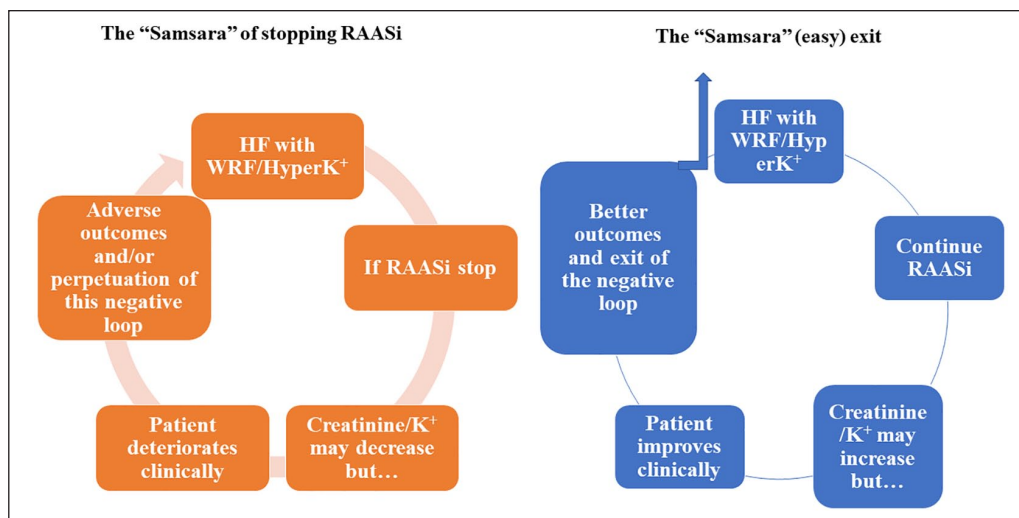 The “Samsara” of stopping RAASi
HF with
WRF/HyperK⁺
If RAASi stop
Creatinine/K⁺
may decrease
but…
Patient
deteriorates
clinically
Adverse
outcomes
and/or
perpetuation of
this negative
loop
The “Samsara” (easy) exit
HF with
WRF/Hyp
erK⁺
Continue
RAASi
Creatinine
/K⁺ may
increase
but…
Patient
improves
clinically
Better
outcomes
and exit of
the negative
loop